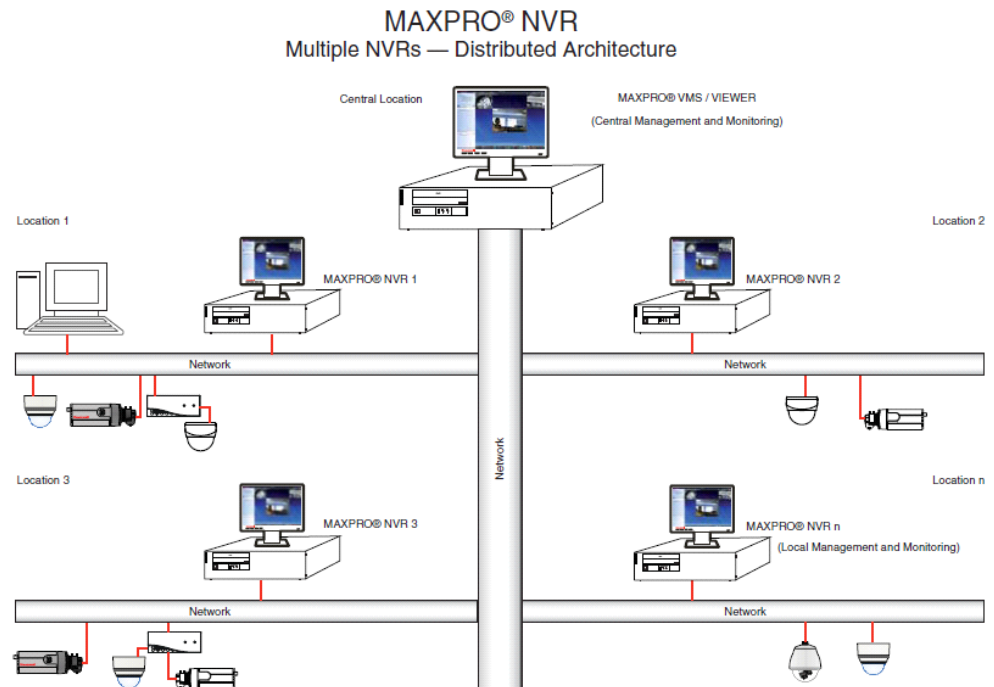 MAXPRO® NVR
Multiple NVRs — Distributed Architecture
Central Location
MAXPRO® VMS / VIEWER
(Central Management and Monitoring)
Location 1
Location 2
MAXPRO® NVR 1
MAXPRO® NVR 2
Network
Network
Network
Location 3
Location n
MAXPRO® NVR 3
MAXPRO® NVR n
(Local Management and Monitoring)
Network
Network